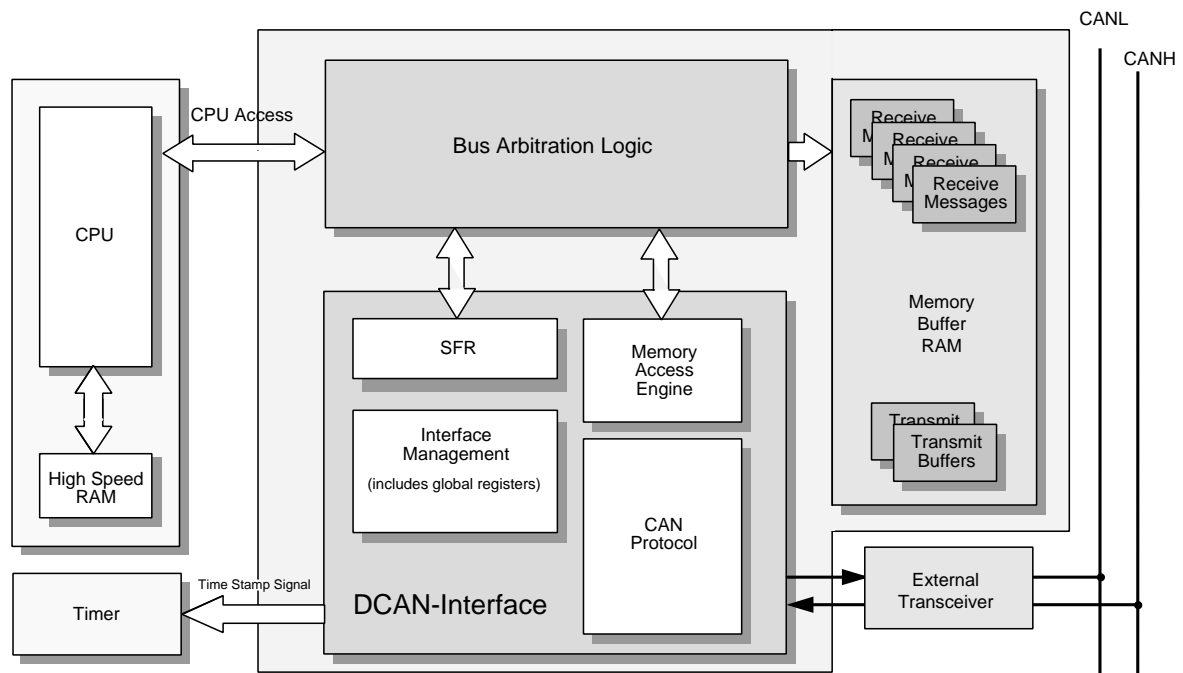 CANL
CANH
CPU Access
Bus Arbitration Logic
Receive
M
Receive
M
Receive
M
Receive
Messages
CPU
SFR
Memory
Access
Engine
Memory
Buffer
RAM
Interface
Management
(includes global registers)
Transmit
Transmit
Buffers
High Speed
RAM
CAN
Protocol
Time Stamp Signal
Timer
DCAN-Interface
External
Transceiver